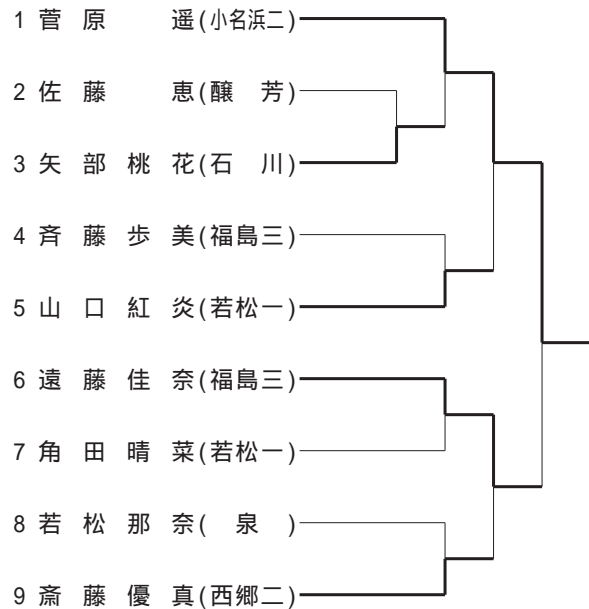 1 菅原 遥(小名浜二)
2 佐藤 恵(醸芳)
3 矢部桃花(石川)
4 斉藤歩美(福島三)
5 山口紅炎(若松一)
6 遠藤佳奈(福島三)
7 角田晴菜(若松一)
8 若松那奈(泉)
9 斎藤優真(西郷二)